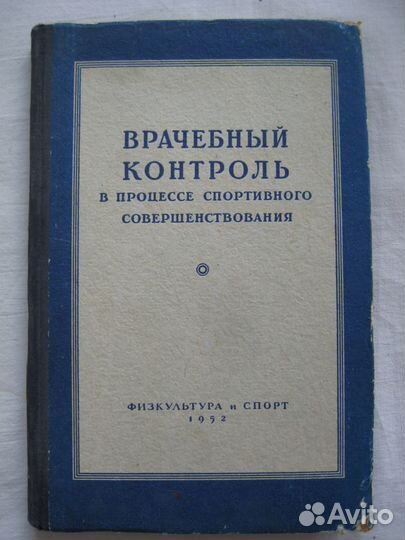 ВРАЧЕБНЫЙ
КОНТРОЛЬ
В ПРОЦЕССЕ СПОРТИВНОГО
СОВЕРШЕНСТВОВАНИЯ
ФИЗКУЛЬТУРА и СПОРТ
1952
Avito